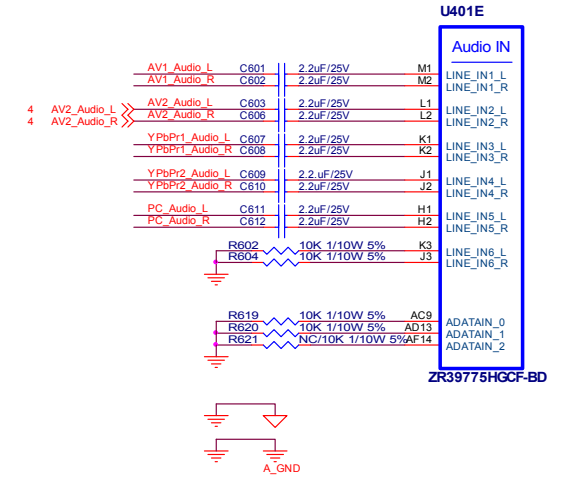 U401E
Audio IN
AV1_Audio_L C601 2.2uF/25V M1 LINE_IN1_L
AV1_Audio_R C602 2.2uF/25V M2 LINE_IN1_R
4 AV2_Audio_L AV2_Audio_L C603 2.2uF/25V L1 LINE_IN2_L
4 AV2_Audio_R AV2_Audio_R C606 2.2uF/25V L2 LINE_IN2_R
YPbPr1_Audio_L C607 2.2uF/25V K1 LINE_IN3_L
YPbPr1_Audio_R C608 2.2uF/25V K2 LINE_IN3_R
YPbPr2_Audio_L C609 2.2.uF/25V J1 LINE_IN4_L
YPbPr2_Audio_R C610 2.2uF/25V J2 LINE_IN4_R
PC_Audio_L C611 2.2uF/25V H1 LINE_IN5_L
PC_Audio_R C612 2.2uF/25V H2 LINE_IN5_R
R602 10K 1/10W 5% K3 LINE_IN6_L
R604 10K 1/10W 5% J3 LINE_IN6_R
R619 10K 1/10W 5% AC9 ADATAIN_0
R620 10K 1/10W 5% AD13 ADATAIN_1
R621 NC/10K 1/10W 5% AF14 ADATAIN_2
ZR39775HGCF-BD
A_GND